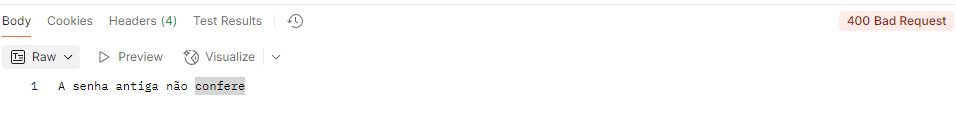 Body Cookies Headers (4) Test Results 400 Bad Request
Raw Preview Visualize
1 A senha antiga não confere